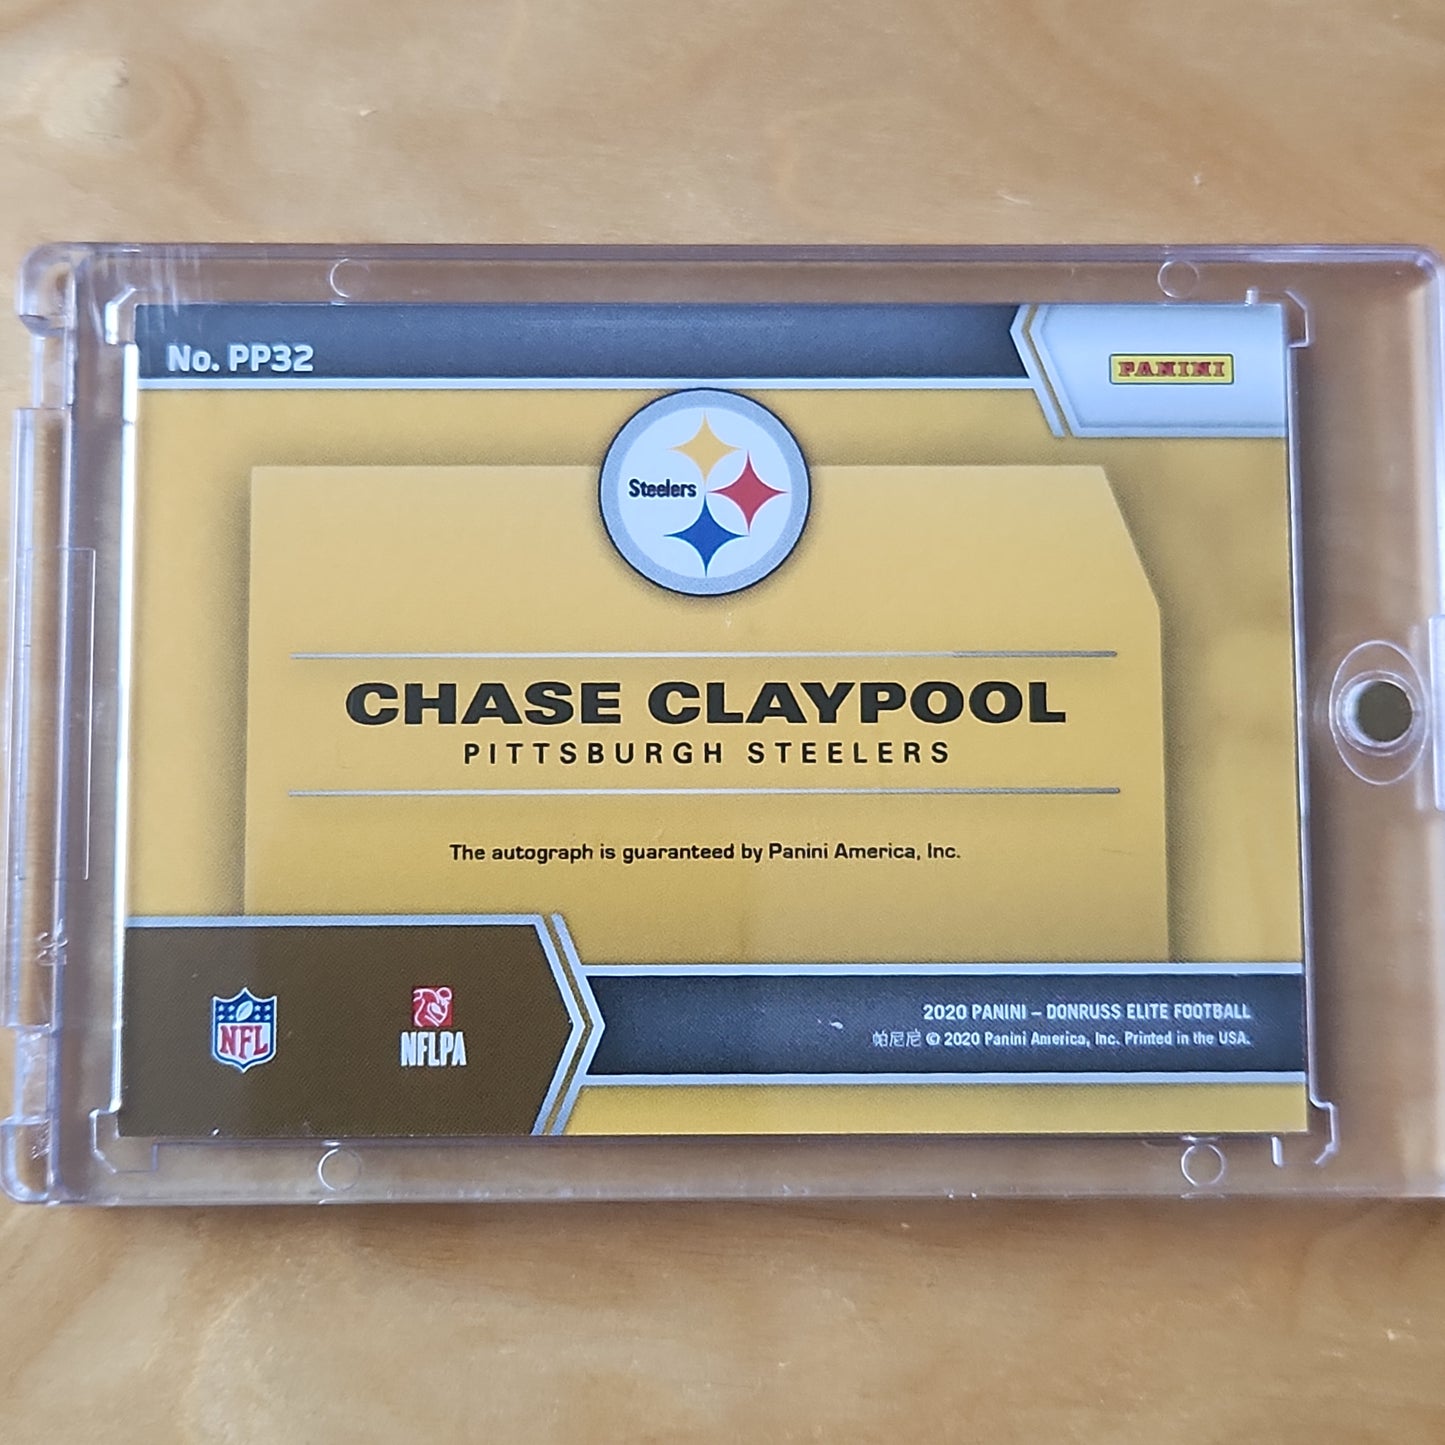 No. PP32
PANINI
Steelers
CHASE CLAYPOOL
PITTSBURGH STEELERS
The autograph is guaranteed by Panini America, Inc.
NFL
NFLPA
2020 PANINI – DONRUSS ELITE FOOTBALL
帕尼尼 © 2020 Panini America, Inc. Printed in the USA.